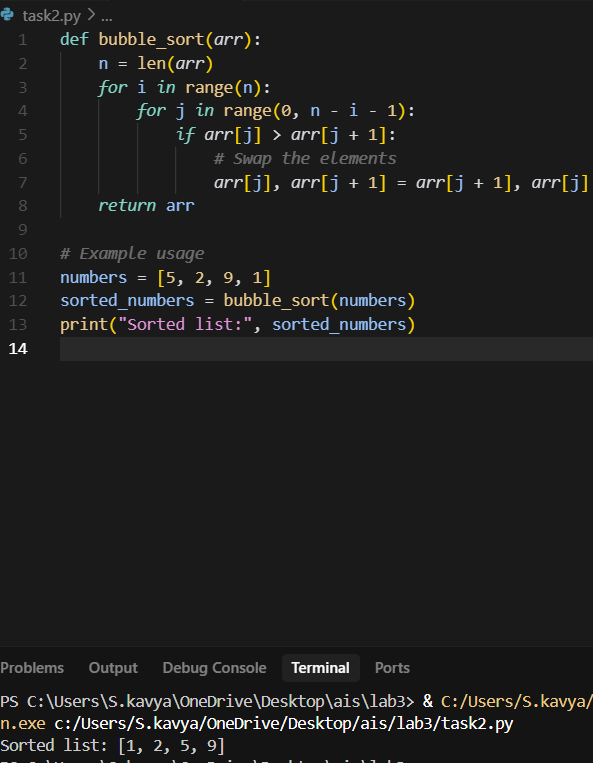 task2.py > ...
1 def bubble_sort(arr):
2     n = len(arr)
3     for i in range(n):
4         for j in range(0, n - i - 1):
5             if arr[j] > arr[j + 1]:
6                 # Swap the elements
7                 arr[j], arr[j + 1] = arr[j + 1], arr[j]
8     return arr
9
10 # Example usage
11 numbers = [5, 2, 9, 1]
12 sorted_numbers = bubble_sort(numbers)
13 print("Sorted list:", sorted_numbers)
14
Problems Output Debug Console Terminal Ports
PS C:\Users\S.kavya\OneDrive\Desktop\ais\lab3> & C:/Users/S.kavya/
n.exe c:/Users/S.kavya/OneDrive/Desktop/ais/lab3/task2.py
Sorted list: [1, 2, 5, 9]